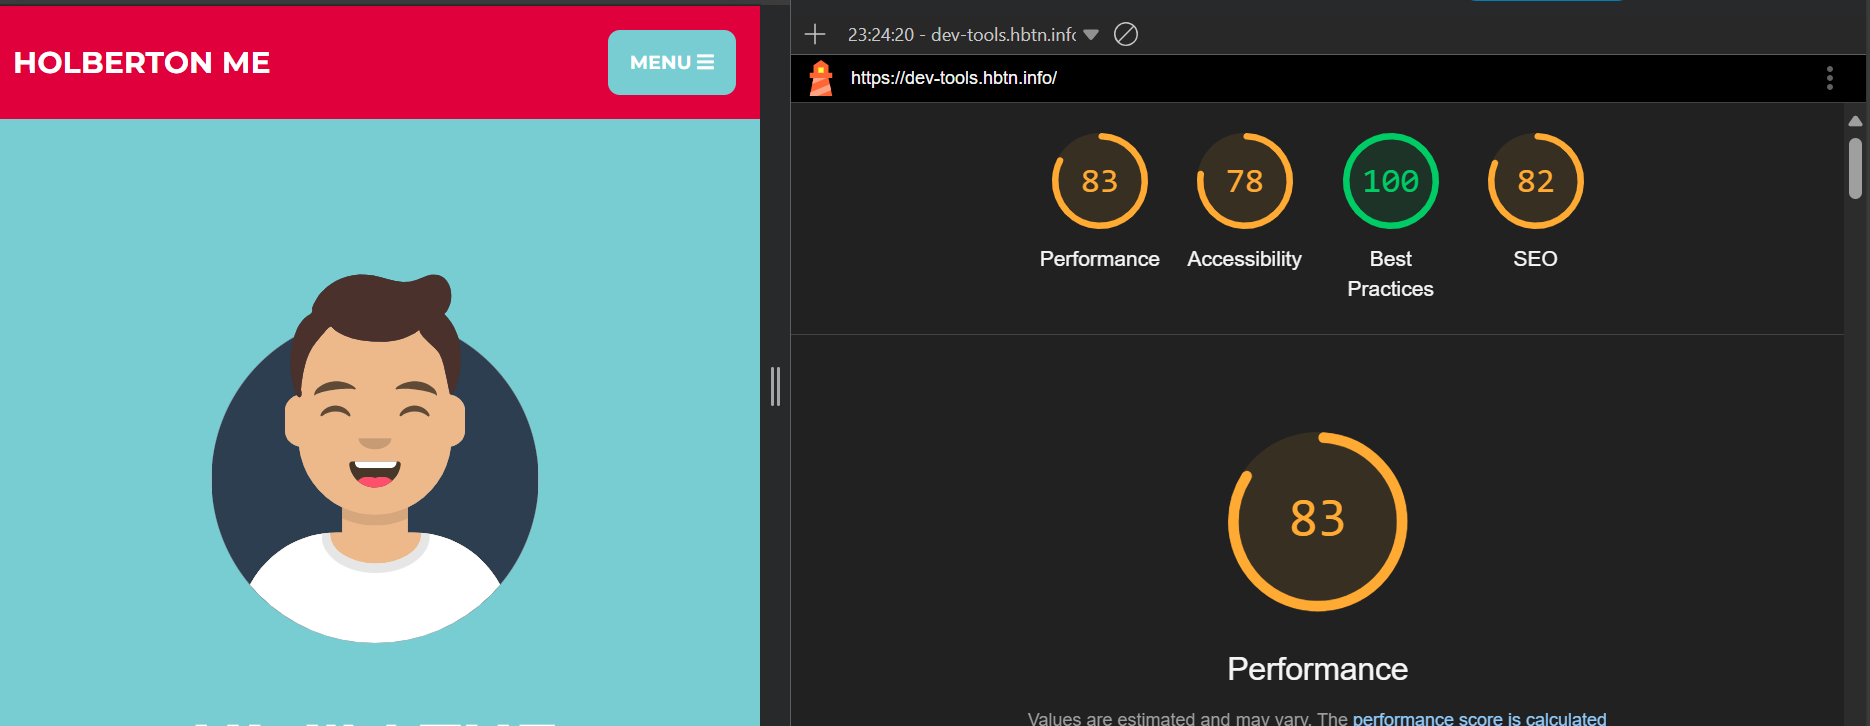 HOLBERTON ME
MENU
23:24:20 - dev-tools.hbtn.info
https://dev-tools.hbtn.info/
83
78
100
82
Performance
Accessibility
Best
Practices
SEO
83
Performance
Values are estimated and may vary. The performance score is calculated